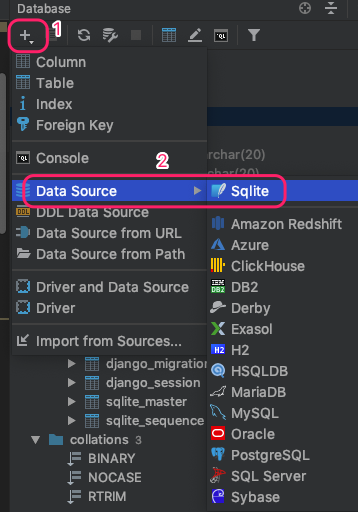 Database
1
Column
Table
Index
Foreign Key
Console
rchar(20)
2
Data Source
Sqlite
DDL Data Source
Data Source from URL
Data Source from Path
Driver and Data Source
Driver
Import from Sources...
Amazon Redshift
Azure
ClickHouse
DB2
Derby
Exasol
H2
HSQLDB
MariaDB
MySQL
Oracle
PostgreSQL
SQL Server
Sybase
django_migration
django_session
sqlite_master
sqlite_sequence
collations 3
BINARY
NOCASE
RTRIM